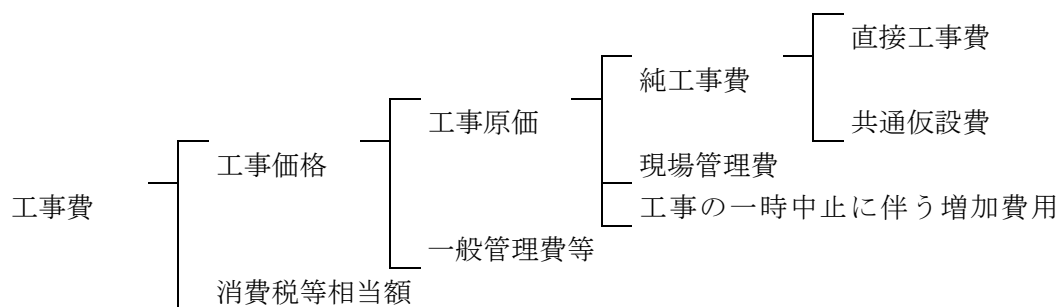 直接工事費
純工事費
工事原価
共通仮設費
工事価格
現場管理費
工事費
工事の一時中止に伴う増加費用
一般管理費等
消費税等相当額